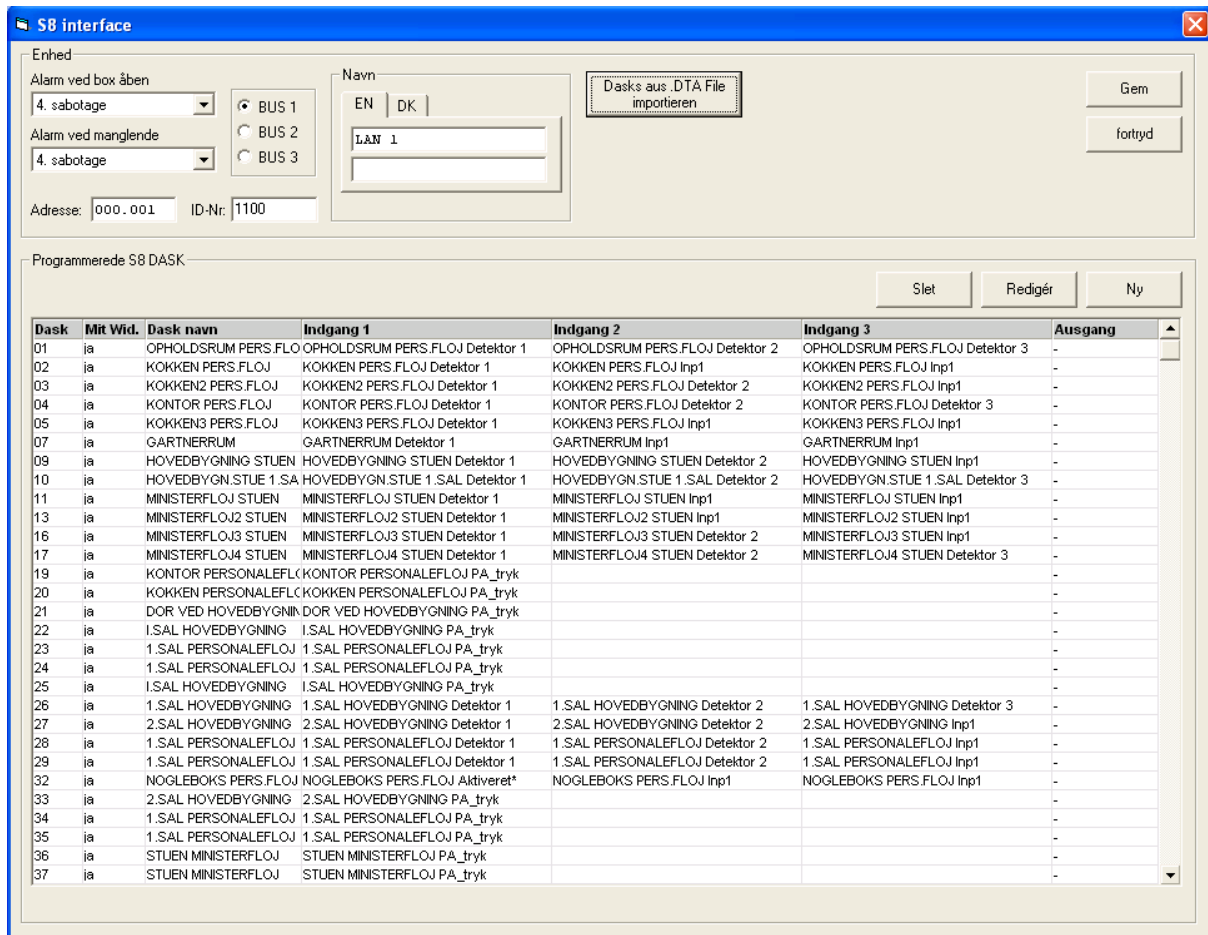 S8 interface
Enhed
Alarm ved box åben
4. sabotage
Alarm ved manglende
4. sabotage
BUS 1
BUS 2
BUS 3
Adresse: 000.001 ID-Nr: 1100
Navn
EN DK
LAN 1
Dasks aus .DTA File
importieren
Gem
fortryd
Programmerede S8 DASK
Slet Redigér Ny
Dask Mit Wid. Dask navn Indgang 1 Indgang 2 Indgang 3 Ausgang
01 ja OPHOLDSRUM PERS.FLO OPHOLDSRUM PERS.FLOJ Detektor 1 OPHOLDSRUM PERS.FLOJ Detektor 2 OPHOLDSRUM PERS.FLOJ Detektor 3 -
02 ja KOKKEN PERS.FLOJ KOKKEN PERS.FLOJ Detektor 1 KOKKEN PERS.FLOJ Inp1 KOKKEN PERS.FLOJ Inp1 -
03 ja KOKKEN2 PERS.FLOJ KOKKEN2 PERS.FLOJ Detektor 1 KOKKEN2 PERS.FLOJ Detektor 2 KOKKEN2 PERS.FLOJ Inp1 -
04 ja KONTOR PERS.FLOJ KONTOR PERS.FLOJ Detektor 1 KONTOR PERS.FLOJ Detektor 2 KONTOR PERS.FLOJ Detektor 3 -
05 ja KOKKEN3 PERS.FLOJ KOKKEN3 PERS.FLOJ Detektor 1 KOKKEN3 PERS.FLOJ Inp1 KOKKEN3 PERS.FLOJ Inp1 -
07 ja GARTNERRUM GARTNERRUM Detektor 1 GARTNERRUM Inp1 GARTNERRUM Inp1 -
09 ja HOVEDBYGNING STUEN HOVEDBYGNING STUEN Detektor 1 HOVEDBYGNING STUEN Detektor 2 HOVEDBYGNING STUEN Inp1 -
10 ja HOVEDBYGN.STUE 1.SA HOVEDBYGN.STUE 1.SAL Detektor 1 HOVEDBYGN.STUE 1.SAL Detektor 2 HOVEDBYGN.STUE 1.SAL Detektor 3 -
11 ja MINISTERFLOJ STUEN MINISTERFLOJ STUEN Detektor 1 MINISTERFLOJ STUEN Inp1 MINISTERFLOJ STUEN Inp1 -
13 ja MINISTERFLOJ2 STUEN MINISTERFLOJ2 STUEN Detektor 1 MINISTERFLOJ2 STUEN Inp1 MINISTERFLOJ2 STUEN Inp1 -
16 ja MINISTERFLOJ3 STUEN MINISTERFLOJ3 STUEN Detektor 1 MINISTERFLOJ3 STUEN Detektor 2 MINISTERFLOJ3 STUEN Inp1 -
17 ja MINISTERFLOJ4 STUEN MINISTERFLOJ4 STUEN Detektor 1 MINISTERFLOJ4 STUEN Detektor 2 MINISTERFLOJ4 STUEN Detektor 3 -
19 ja KONTOR PERSONALEFL KONTOR PERSONALEFLOJ PA_tryk -
20 ja KOKKEN PERSONALEFL KOKKEN PERSONALEFLOJ PA_tryk -
21 ja DOR VED HOVEDBYGNIN DOR VED HOVEDBYGNING PA_tryk -
22 ja I.SAL HOVEDBYGNING I.SAL HOVEDBYGNING PA_tryk -
23 ja 1.SAL PERSONALEFLOJ 1.SAL PERSONALEFLOJ PA_tryk -
24 ja 1.SAL PERSONALEFLOJ 1.SAL PERSONALEFLOJ PA_tryk -
25 ja I.SAL HOVEDBYGNING I.SAL HOVEDBYGNING PA_tryk -
26 ja 1.SAL HOVEDBYGNING 1.SAL HOVEDBYGNING Detektor 1 1.SAL HOVEDBYGNING Detektor 2 1.SAL HOVEDBYGNING Detektor 3 -
27 ja 2.SAL HOVEDBYGNING 2.SAL HOVEDBYGNING Detektor 1 2.SAL HOVEDBYGNING Detektor 2 2.SAL HOVEDBYGNING Inp1 -
28 ja 1.SAL PERSONALEFLOJ 1.SAL PERSONALEFLOJ Detektor 1 1.SAL PERSONALEFLOJ Detektor 2 1.SAL PERSONALEFLOJ Inp1 -
29 ja 1.SAL PERSONALEFLOJ 1.SAL PERSONALEFLOJ Detektor 1 1.SAL PERSONALEFLOJ Detektor 2 1.SAL PERSONALEFLOJ Inp1 -
32 ja NOGLEBOKS PERS.FLOJ NOGLEBOKS PERS.FLOJ Aktiveret* NOGLEBOKS PERS.FLOJ Inp1 NOGLEBOKS PERS.FLOJ Inp1 -
33 ja 2.SAL HOVEDBYGNING 2.SAL HOVEDBYGNING PA_tryk -
34 ja 1.SAL PERSONALEFLOJ 1.SAL PERSONALEFLOJ PA_tryk -
35 ja 1.SAL PERSONALEFLOJ 1.SAL PERSONALEFLOJ PA_tryk -
36 ja STUEN MINISTERFLOJ STUEN MINISTERFLOJ PA_tryk -
37 ja STUEN MINISTERFLOJ STUEN MINISTERFLOJ PA_tryk -